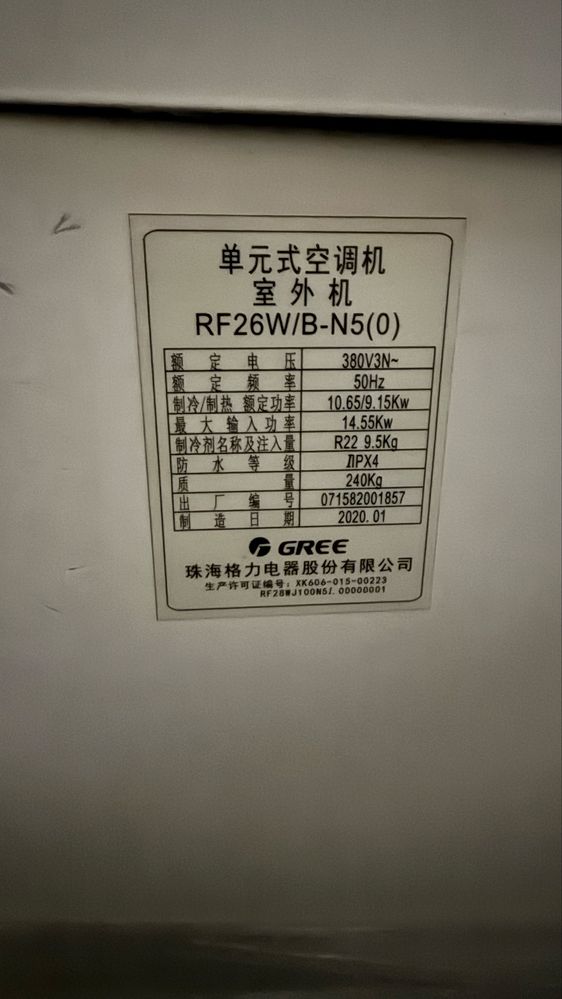 单元式空调机
室外机
RF26W/B-N5(0)
额定电压 380V3N~
额定频率 50Hz
制冷/制热 额定功率 10.65/9.15Kw
最大输入功率 14.55Kw
制冷剂名称及注入量 R22 9.5Kg
防水等级 IPX4
质量 240Kg
出厂编号 071582001857
制造日期 2020.01
GREE
珠海格力电器股份有限公司
生产许可证编号: XK606-015-00223
RF28WJ100N5/. 00000001